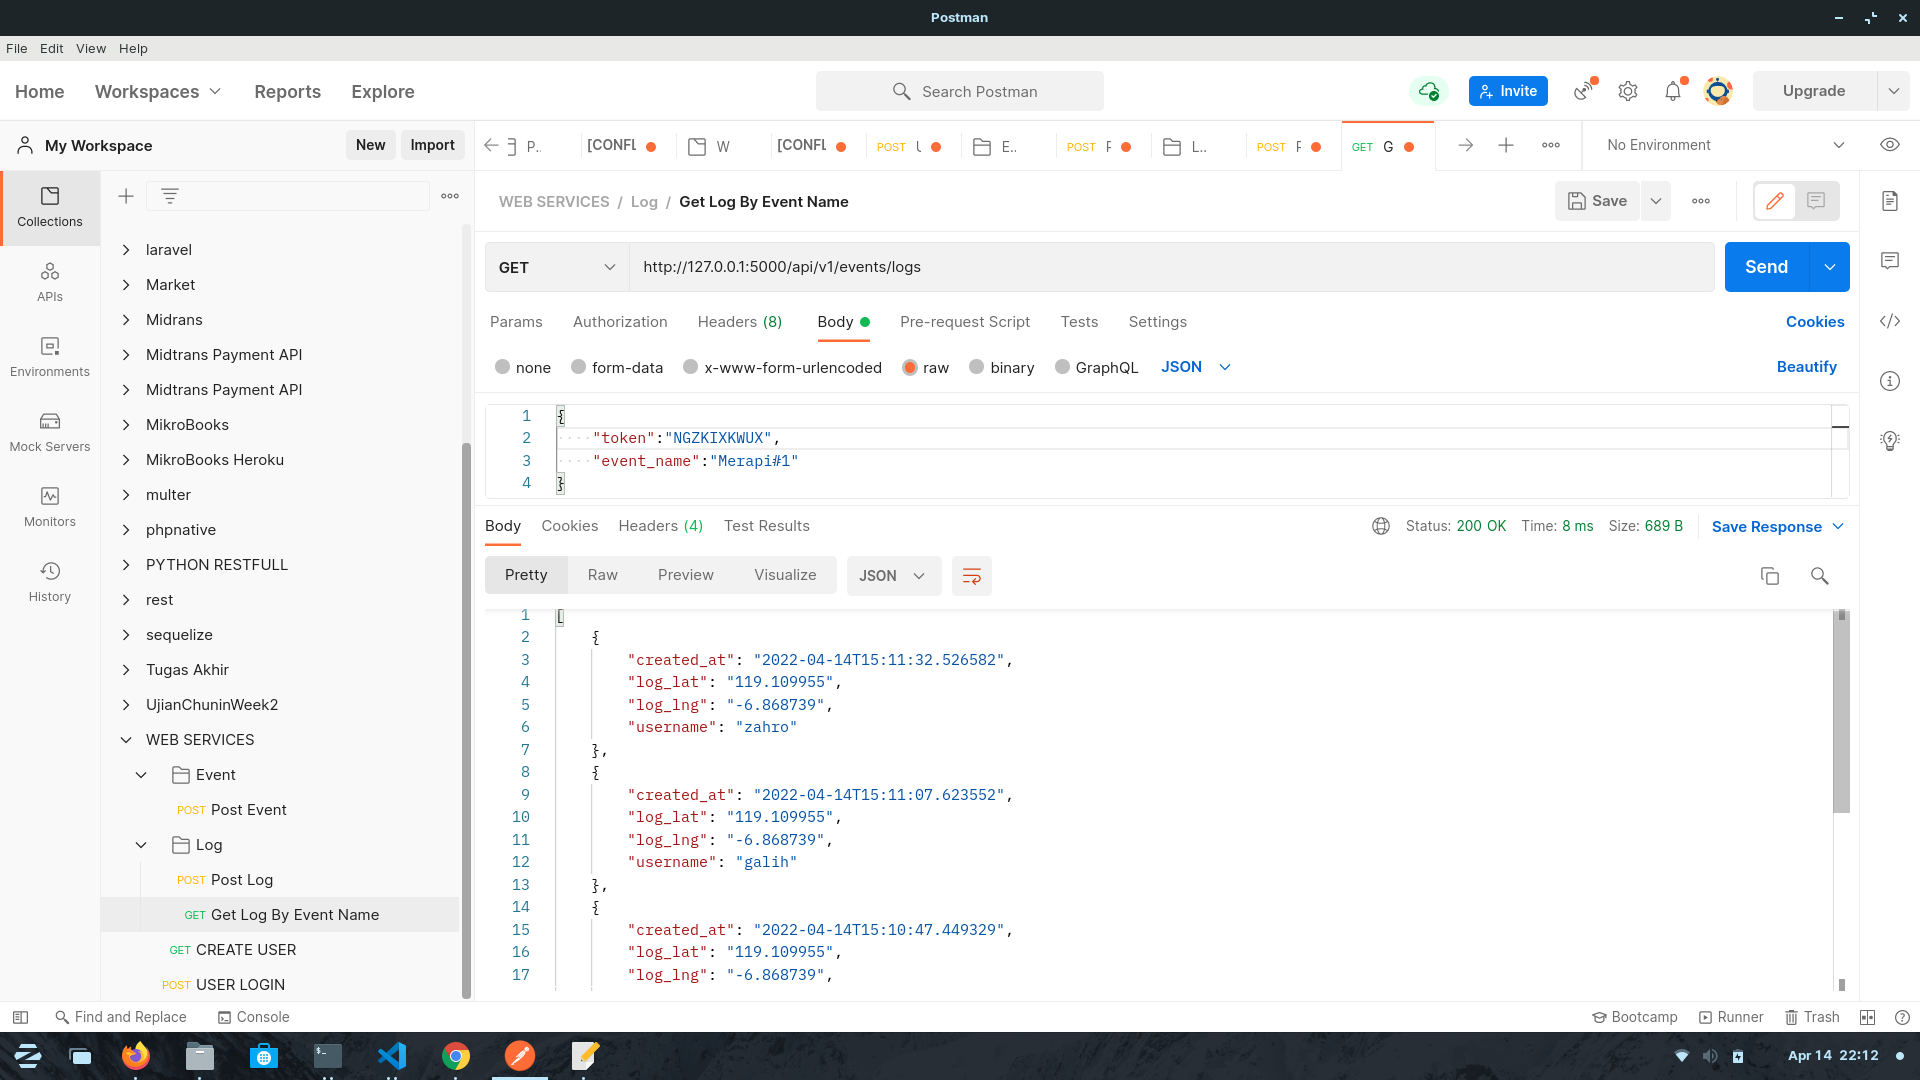 Postman
File Edit View Help
Home Workspaces Reports Explore Search Postman Invite Upgrade
My Workspace New Import P.. [CONFL W [CONFL POST E.. POST F L.. POST F GET G No Environment
WEB SERVICES / Log / Get Log By Event Name Save
Collections
APIs
Environments
Mock Servers
Monitors
History
laravel
Market
Midrans
Midtrans Payment API
Midtrans Payment API
MikroBooks
MikroBooks Heroku
multer
phpnative
PYTHON RESTFULL
rest
sequelize
Tugas Akhir
UjianChuninWeek2
WEB SERVICES
Event
POST Post Event
Log
POST Post Log
GET Get Log By Event Name
GET CREATE USER
POST USER LOGIN
GET http://127.0.0.1:5000/api/v1/events/logs Send
Params Authorization Headers (8) Body Pre-request Script Tests Settings Cookies
none form-data x-www-form-urlencoded raw binary GraphQL JSON Beautify
1 {
2 "token":"NGZKIXKWUX",
3 "event_name":"Merapi#1"
4 }
Body Cookies Headers (4) Test Results Status: 200 OK Time: 8 ms Size: 689 B Save Response
Pretty Raw Preview Visualize JSON
1 [
2 {
3 "created_at": "2022-04-14T15:11:32.526582",
4 "log_lat": "119.109955",
5 "log_lng": "-6.868739",
6 "username": "zahro"
7 },
8 {
9 "created_at": "2022-04-14T15:11:07.623552",
10 "log_lat": "119.109955",
11 "log_lng": "-6.868739",
12 "username": "galih"
13 },
14 {
15 "created_at": "2022-04-14T15:10:47.449329",
16 "log_lat": "119.109955",
17 "log_lng": "-6.868739",
Find and Replace Console Bootcamp Runner Trash
Apr 14 22:12